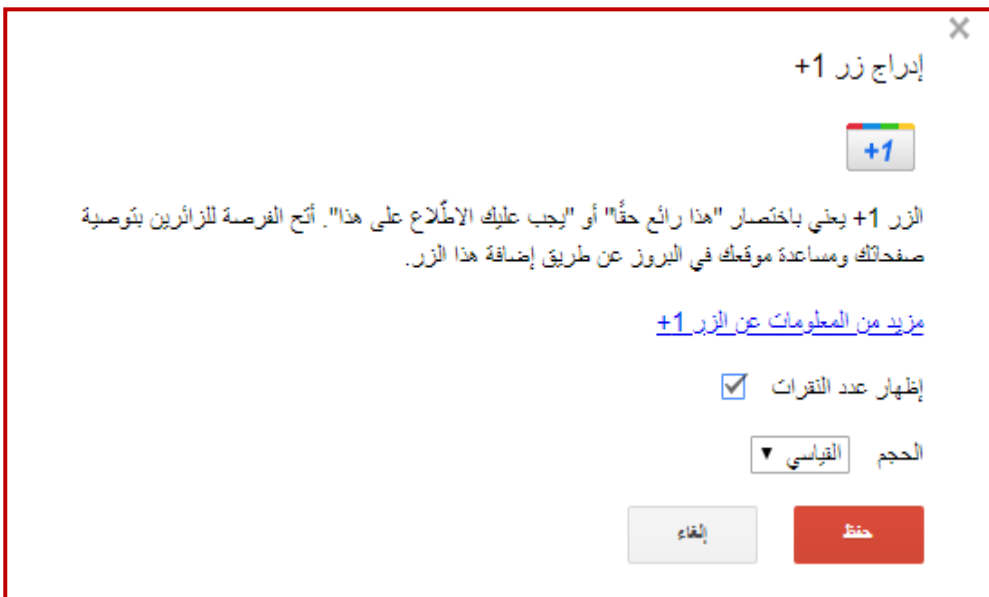 إدراج زر 1+
+1
الزر 1+ يعني باختصار "هذا رائع حقًّا" أو "يجب عليك الاطّلاع على هذا". أتح الفرصة للزائرين بتوصية
صفحاتك ومساعدة موقعك في البروز عن طريق إضافة هذا الزر.
مزيد من المعلومات عن الزر 1+
إظهار عدد النقرات
الحجم القياسي
حفظ إلغاء